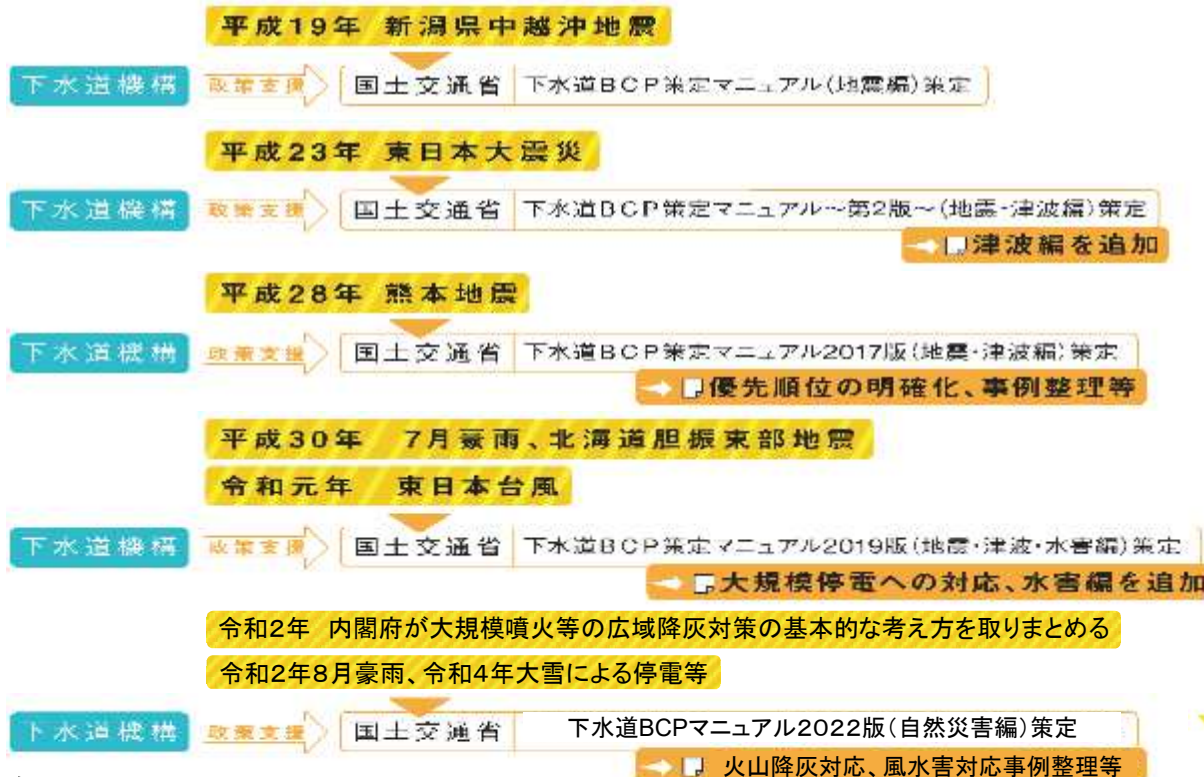 平成19年 新潟県中越沖地震
下水道機構 政策支援 国土交通省 下水道BCP策定マニュアル(地震編)策定
平成23年 東日本大震災
下水道機構 政策支援 国土交通省 下水道BCP策定マニュアル～第2版～(地震・津波編)策定
津波編を追加
平成28年 熊本地震
下水道機構 政策支援 国土交通省 下水道BCP策定マニュアル2017版(地震・津波編)策定
優先順位の明確化、事例整理等
平成30年 7月豪雨、北海道胆振東部地震
令和元年 東日本台風
下水道機構 政策支援 国土交通省 下水道BCP策定マニュアル2019版(地震・津波・水害編)策定
大規模停電への対応、水害編を追加
令和2年 内閣府が大規模噴火等の広域降灰対策の基本的な考え方を取りまとめる
令和2年8月豪雨、令和4年大雪による停電等
下水道機構 政策支援 国土交通省 下水道BCPマニュアル2022版(自然災害編)策定
火山降灰対応、風水害対応事例整理等